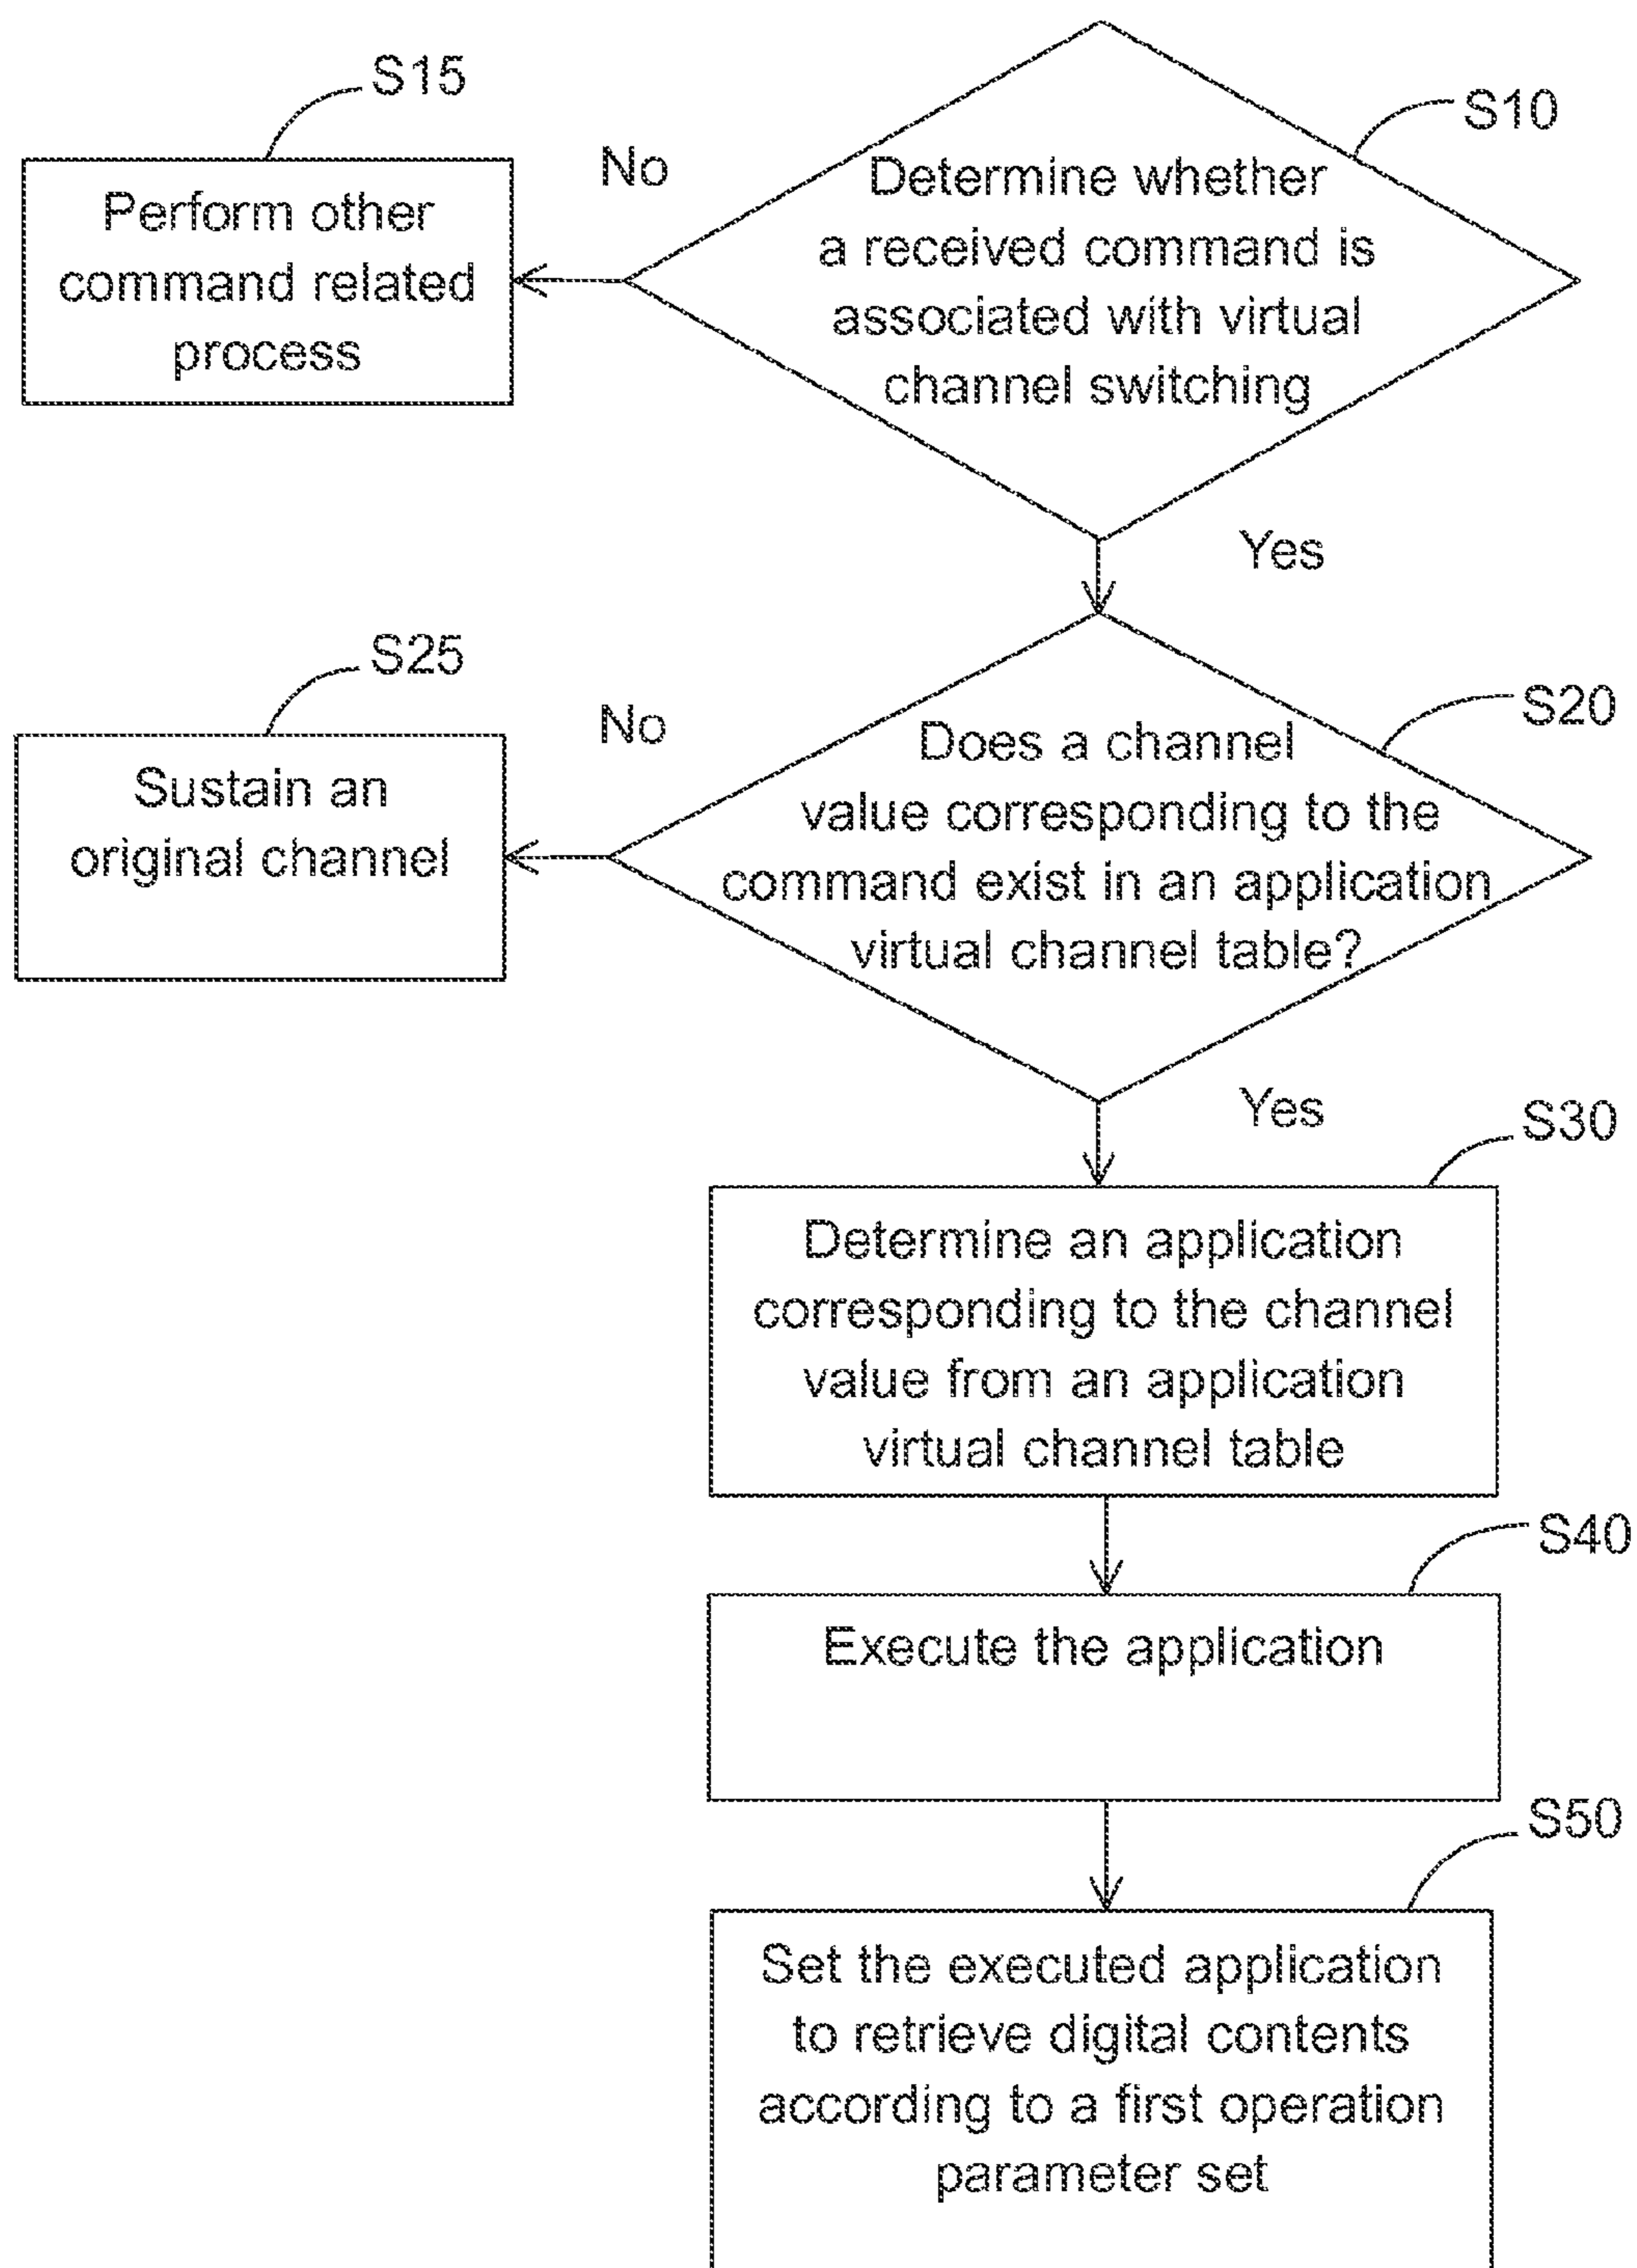 S15
S10
No
Perform other
command related
process
Determine whether
a received command is
associated with virtual
channel switching
Yes
S25
S20
No
Sustain an
original channel
Does a channel
value corresponding to the
command exist in an application
virtual channel table?
Yes
S30
Determine an application
corresponding to the channel
value from an application
virtual channel table
S40
Execute the application
S50
Set the executed application
to retrieve digital contents
according to a first operation
parameter set